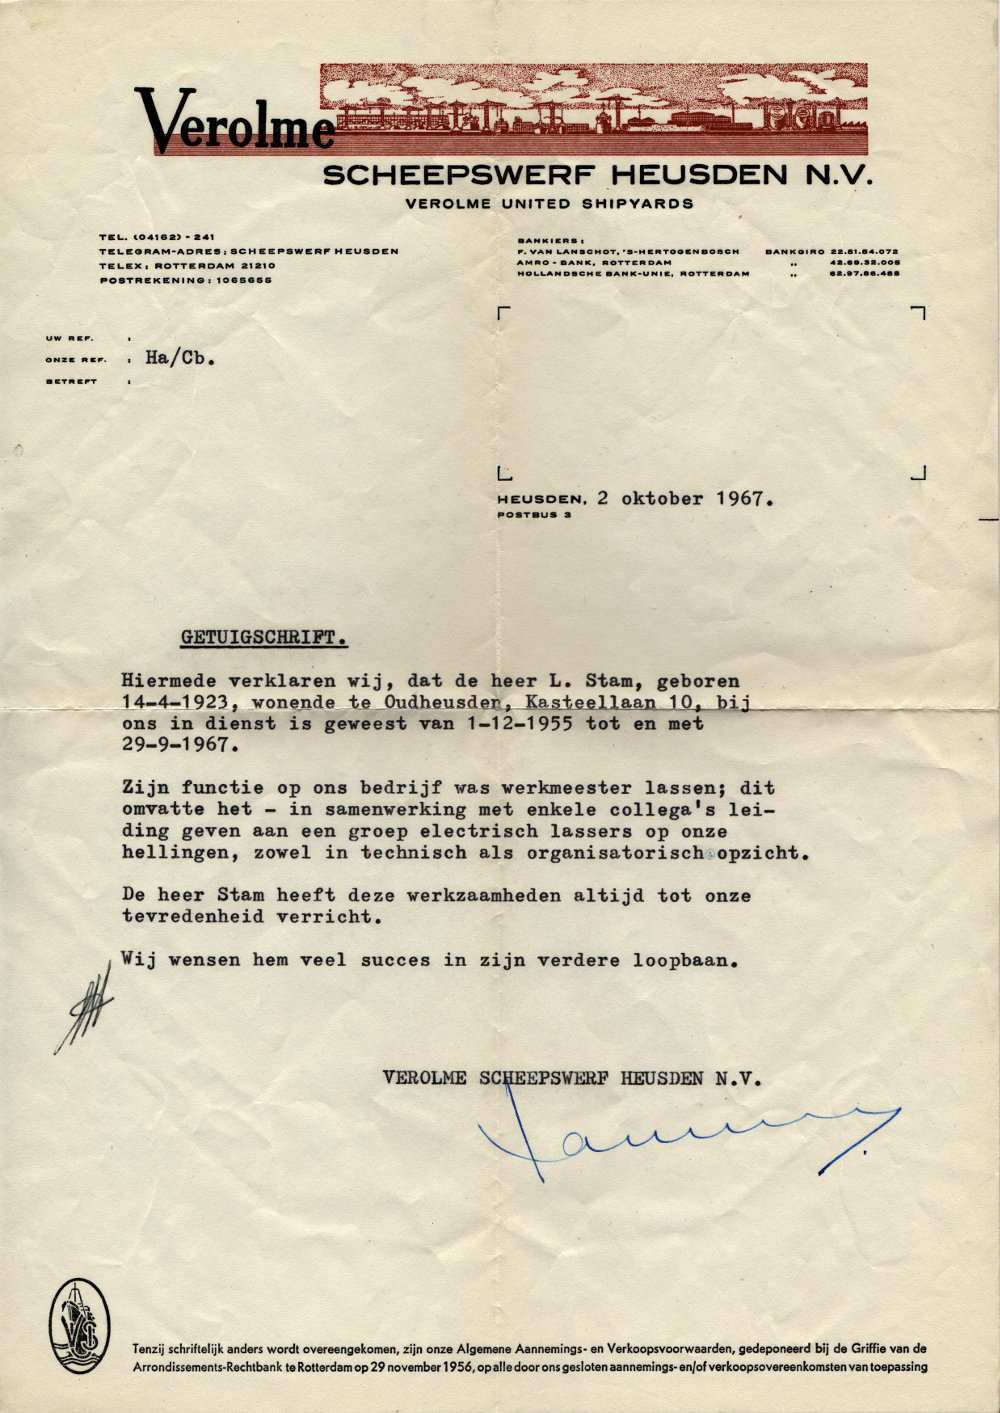 Verolme
SCHEEPSWERF HEUSDEN N.V.
VEROLME UNITED SHIPYARDS
TEL. (04162) - 241
TELEGRAM-ADRES: SCHEEPSWERF HEUSDEN
TELEX: ROTTERDAM 21210
POSTREKENING: 1065666
BANKIERS:
F. VAN LANSCHOT, 'S-HERTOGENBOSCH BANKGIRO 22.61.64.072
AMRO - BANK, ROTTERDAM „ 42.69.32.005
HOLLANDSCHE BANK-UNIE, ROTTERDAM „ 62.97.86.488
UW REF. :
ONZE REF. : Ha/Cb.
BETREFT :
HEUSDEN, 2 oktober 1967.
POSTBUS 3
GETUIGSCHRIFT.
Hiermede verklaren wij, dat de heer L. Stam, geboren
14-4-1923, wonende te Oudheusden, Kasteellaan 10, bij
ons in dienst is geweest van 1-12-1955 tot en met
29-9-1967.
Zijn functie op ons bedrijf was werkmeester lassen; dit
omvatte het - in samenwerking met enkele collega's lei-
ding geven aan een groep electrisch lassers op onze
hellingen, zowel in technisch als organisatorisch opzicht.
De heer Stam heeft deze werkzaamheden altijd tot onze
tevredenheid verricht.
Wij wensen hem veel succes in zijn verdere loopbaan.
VEROLME SCHEEPSWERF HEUSDEN N.V.
Tenzij schriftelijk anders wordt overeengekomen, zijn onze Algemene Aannemings- en Verkoopsvoorwaarden, gedeponeerd bij de Griffie van de
Arrondissements-Rechtbank te Rotterdam op 29 november 1956, op alle door ons gesloten aannemings- en/of verkoopsovereenkomsten van toepassing